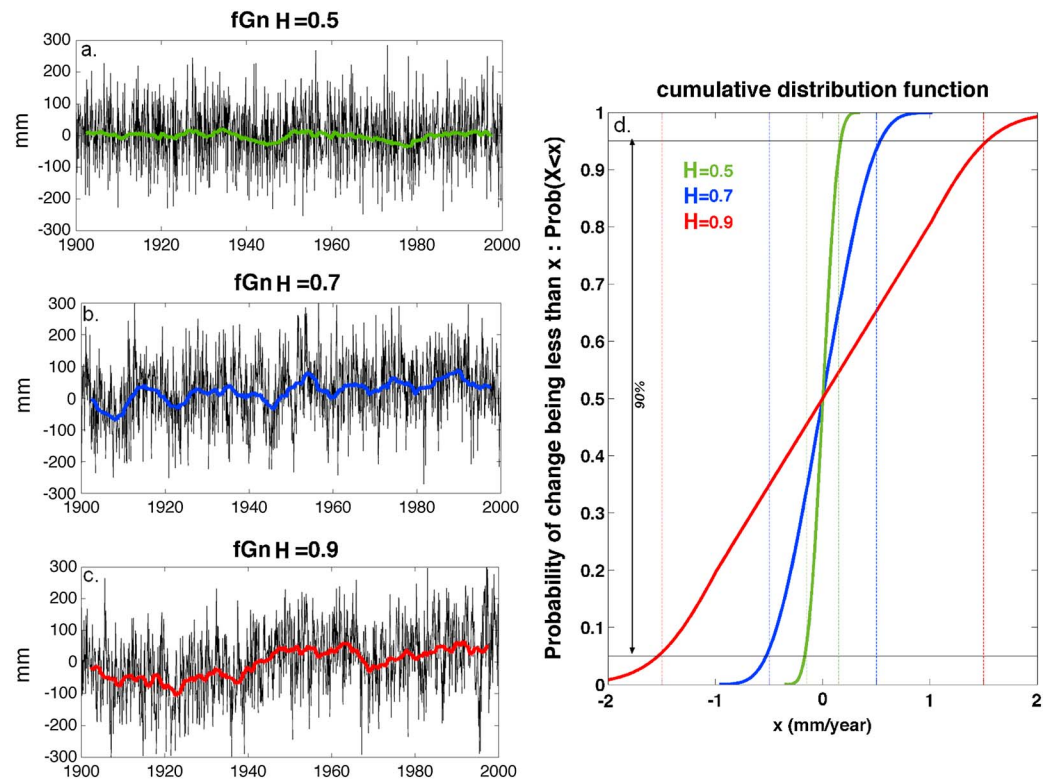 fGn H=0.5
a.
300
200
100
0
-100
-200
-300
mm
1900 1920 1940 1960 1980 2000
fGn H=0.7
b.
300
200
100
0
-100
-200
-300
mm
1900 1920 1940 1960 1980 2000
fGn H=0.9
c.
300
200
100
0
-100
-200
-300
mm
1900 1920 1940 1960 1980 2000
cumulative distribution function
d.
H=0.5
H=0.7
H=0.9
90%
Probability of change being less than x : Prob(X<x)
1
0.9
0.8
0.7
0.6
0.5
0.4
0.3
0.2
0.1
0
-2 -1 0 1 2
x (mm/year)